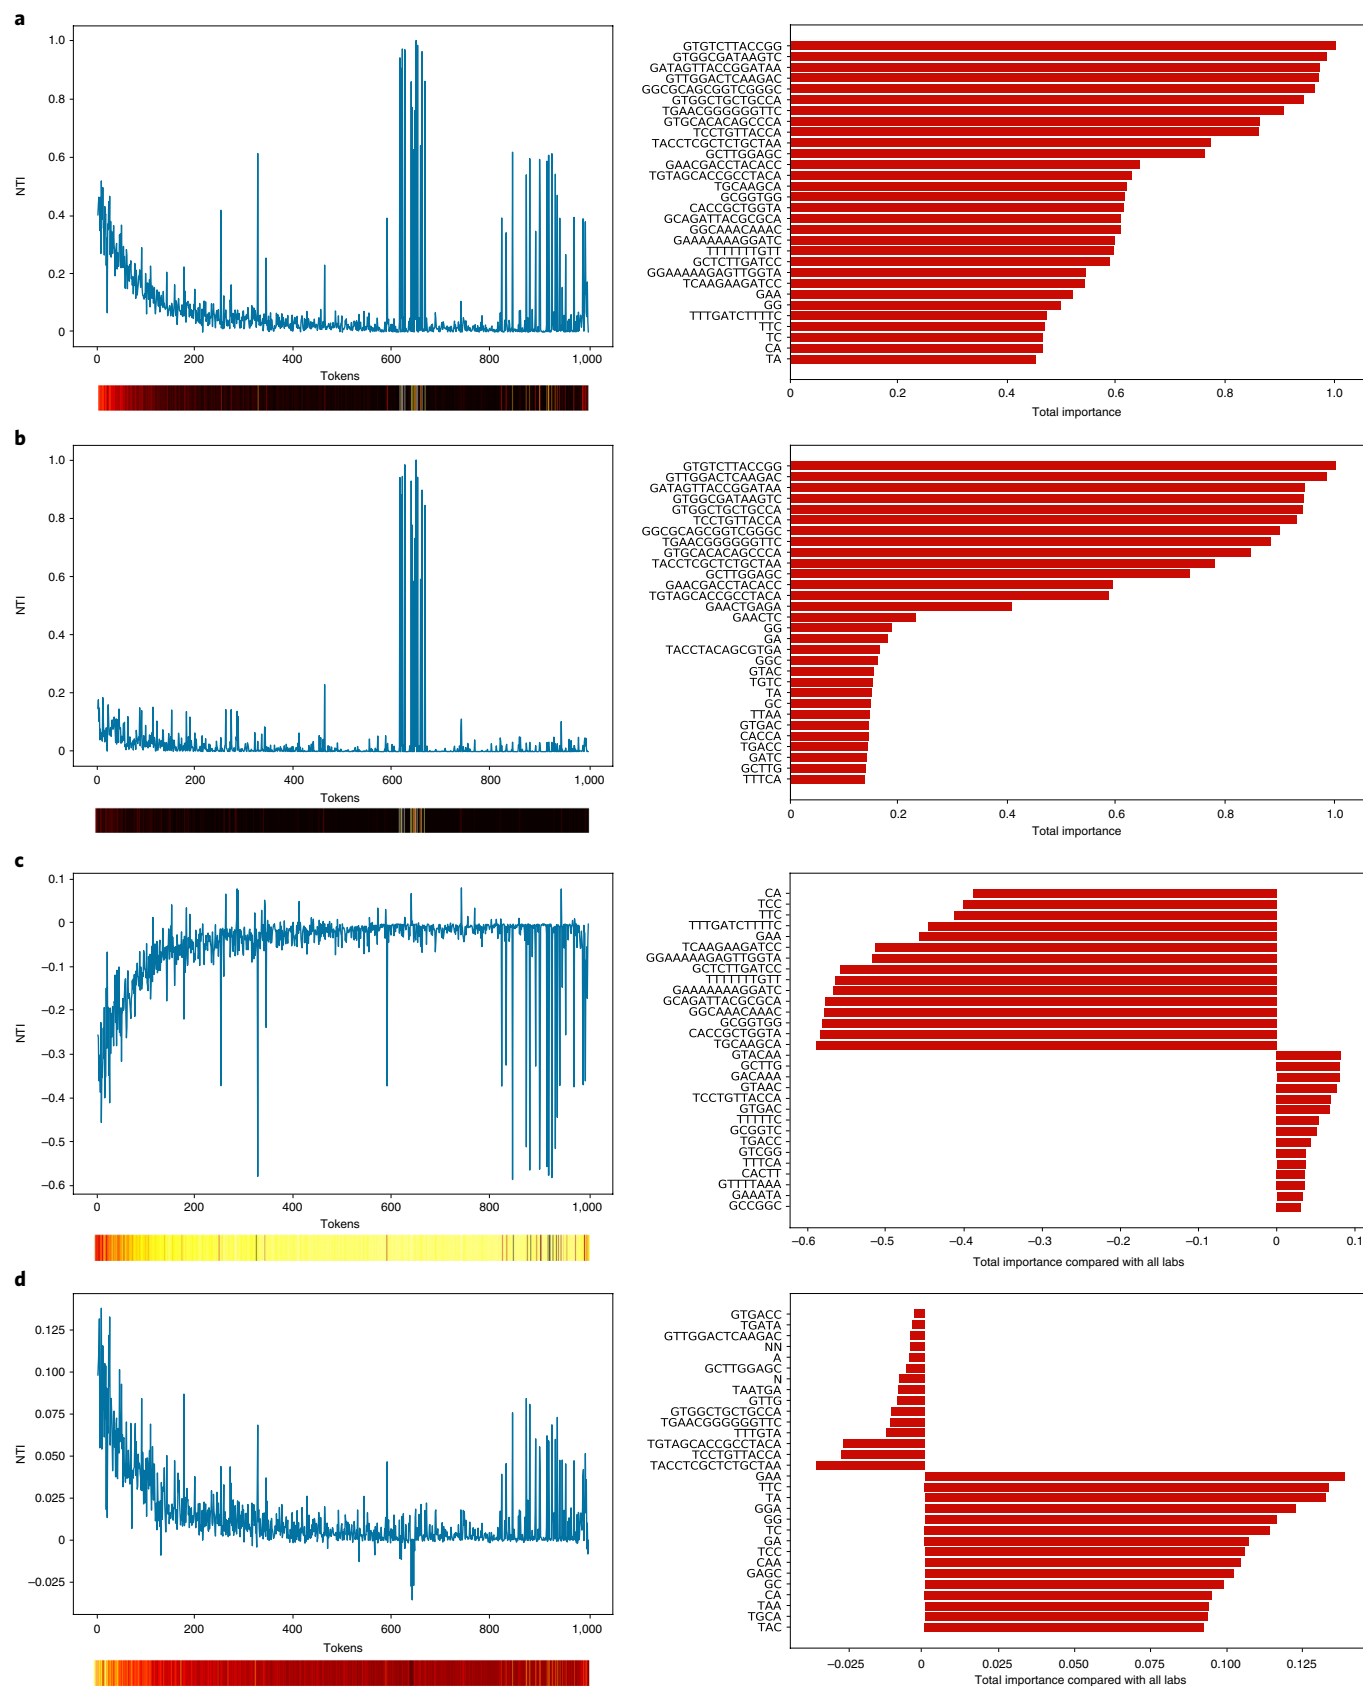 a
NTI
1.0
0.8
0.6
0.4
0.2
0
0 200 400 600 800 1,000
Tokens
GTGTCTTACCGG
GTGGCGATAAGTC
GATAGTTACCGGATAA
GTTGGACTCAAGAC
GGCGCAGCGGTCGGGC
GTGGCTGCTGCCA
TGAACGGGGGGTTC
GTGCACACAGCCCA
TCCTGTTACCA
TACCTCGCTCTGCTAA
GCTTGGAGC
GAACGACCTACACC
TGTAGCACCGCCTACA
TGCAAGCA
GCGGTGG
CACCGCTGGTA
GCAGATTACGCGCA
GGCAAACAAAC
GAAAAAAAGGATC
TTTTTTTGTT
GCTCTTGATCC
GGAAAAAGAGTTGGTA
TCAAGAAGATCC
GAA
GG
TTTGATCTTTTC
TTC
TC
CA
TA
0 0.2 0.4 0.6 0.8 1.0
Total importance
b
NTI
1.0
0.8
0.6
0.4
0.2
0
0 200 400 600 800 1,000
Tokens
GTGTCTTACCGG
GTTGGACTCAAGAC
GATAGTTACCGGATAA
GTGGCGATAAGTC
GTGGCTGCTGCCA
TCCTGTTACCA
GGCGCAGCGGTCGGGC
TGAACGGGGGGTTC
GTGCACACAGCCCA
TACCTCGCTCTGCTAA
GCTTGGAGC
GAACGACCTACACC
TGTAGCACCGCCTACA
GAACTGAGA
GAACTC
GG
GA
TACCTACAGCGTGA
GGC
GTAC
TGTC
TA
GC
TTAA
GTGAC
CACCA
TGACC
GATC
GCTTG
TTTCA
0 0.2 0.4 0.6 0.8 1.0
Total importance
c
NTI
0.1
0
−0.1
−0.2
−0.3
−0.4
−0.5
−0.6
0 200 400 600 800 1,000
Tokens
CA
TCC
TTC
TTTGATCTTTTC
GAA
TCAAGAAGATCC
GGAAAAAGAGTTGGTA
GCTCTTGATCC
TTTTTTTGTT
GAAAAAAAGGATC
GCAGATTACGCGCA
GGCAAACAAAC
GCGGTGG
CACCGCTGGTA
TGCAAGCA
GTACAA
GCTTG
GACAAA
GTAAC
TCCTGTTACCA
GTGAC
TTTTTC
GCGGTC
TGACC
GTCGG
TTTCA
CACTT
GTTTTAAA
GAAATA
GCCGGC
−0.6 −0.5 −0.4 −0.3 −0.2 −0.1 0 0.1
Total importance compared with all labs
d
NTI
0.125
0.100
0.075
0.050
0.025
0
−0.025
0 200 400 600 800 1,000
Tokens
GTGACC
TGATA
GTTGGACTCAAGAC
NN
A
GCTTGGAGC
N
TAATGA
GTTG
GTGGCTGCTGCCA
TGAACGGGGGGTTC
TTTGTA
TGTAGCACCGCCTACA
TCCTGTTACCA
TACCTCGCTCTGCTAA
GAA
TTC
TA
GGA
GG
TC
GA
TCC
CAA
GAGC
GC
CA
TAA
TGCA
TAC
−0.025 0 0.025 0.050 0.075 0.100 0.125
Total importance compared with all labs